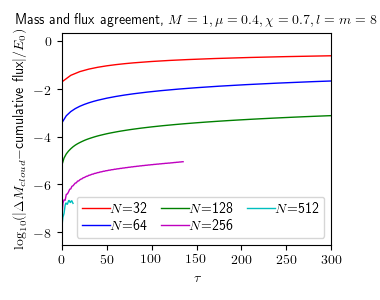 Mass and flux agreement, M = 1, μ = 0.4, χ = 0.7, l = m = 8
log₁₀(|ΔM_cloud−cumulative flux|/E₀)
0
−2
−4
−6
−8
N=32 N=128 N=512
N=64 N=256
0 50 100 150 200 250 300
τ